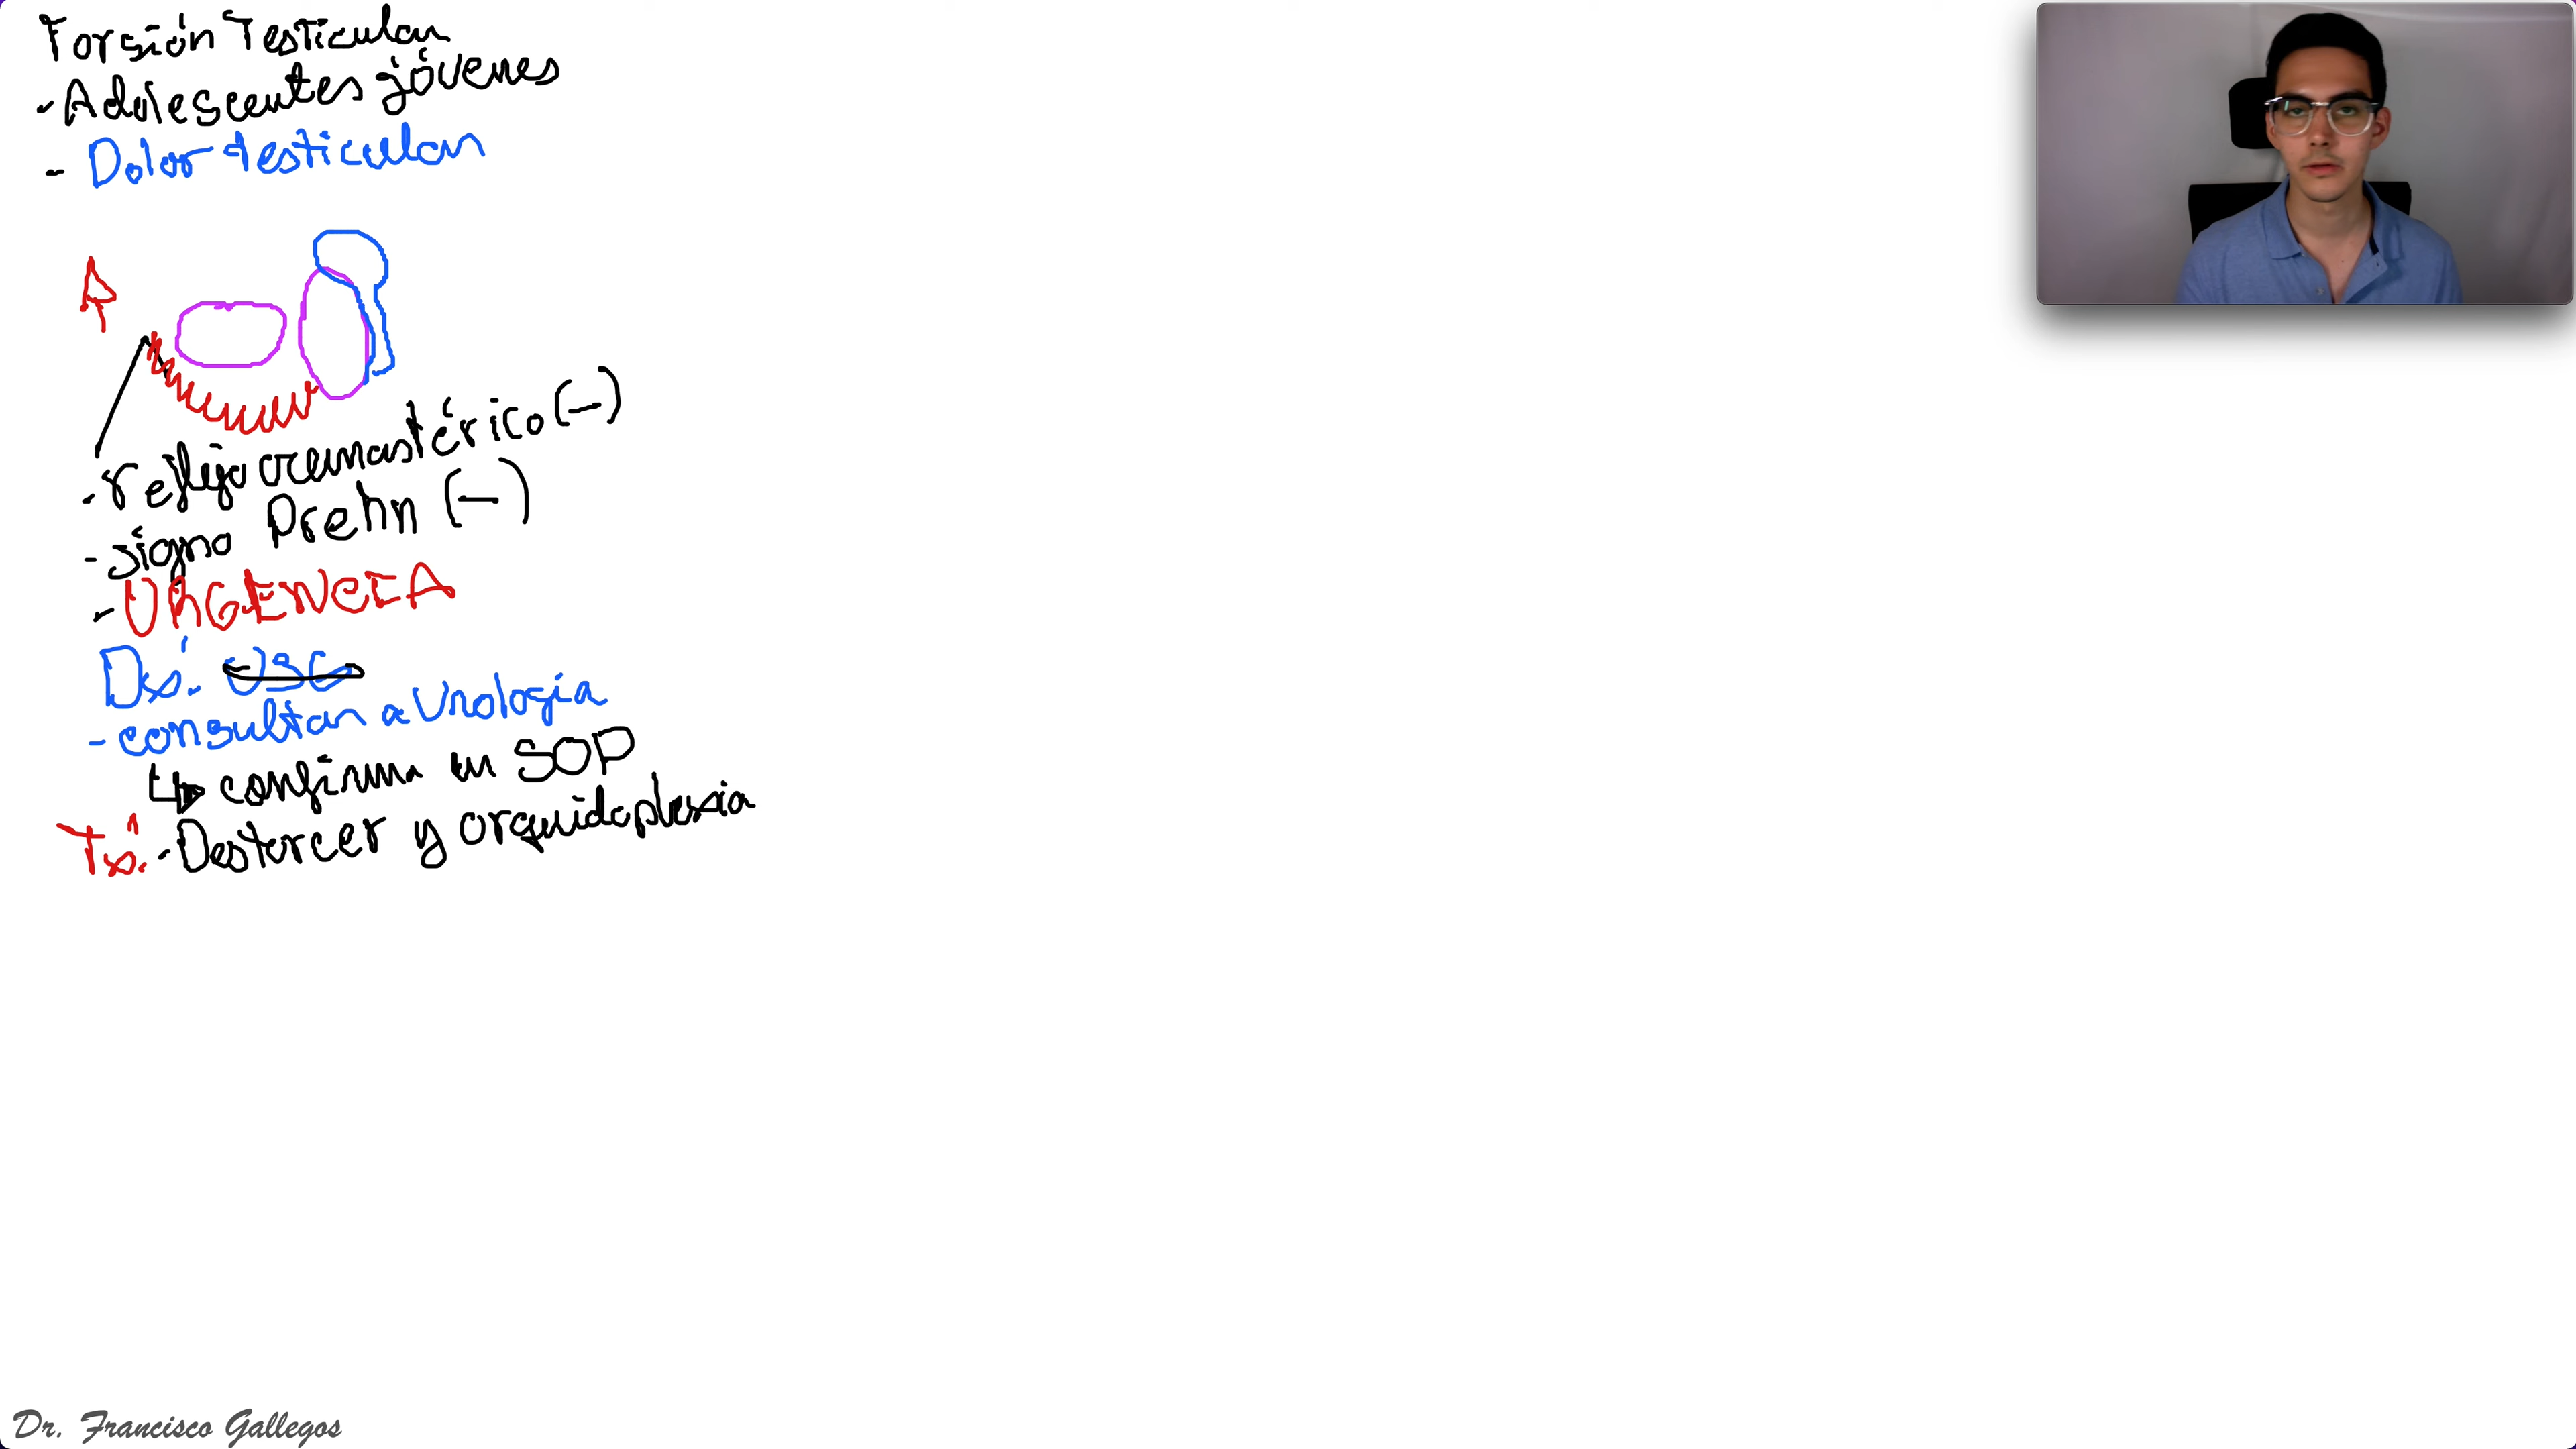 Torsión Testicular
- Adolescentes jóvenes
- Dolor testicular
- reflejo cremastérico (-)
- signo Prehn (-)
- URGENCIA
Dx: USG
- consultar a Urología
↳ confirma en SOP
Tx: - Destorcer y orquidoplexia
Dr. Francisco Gallegos